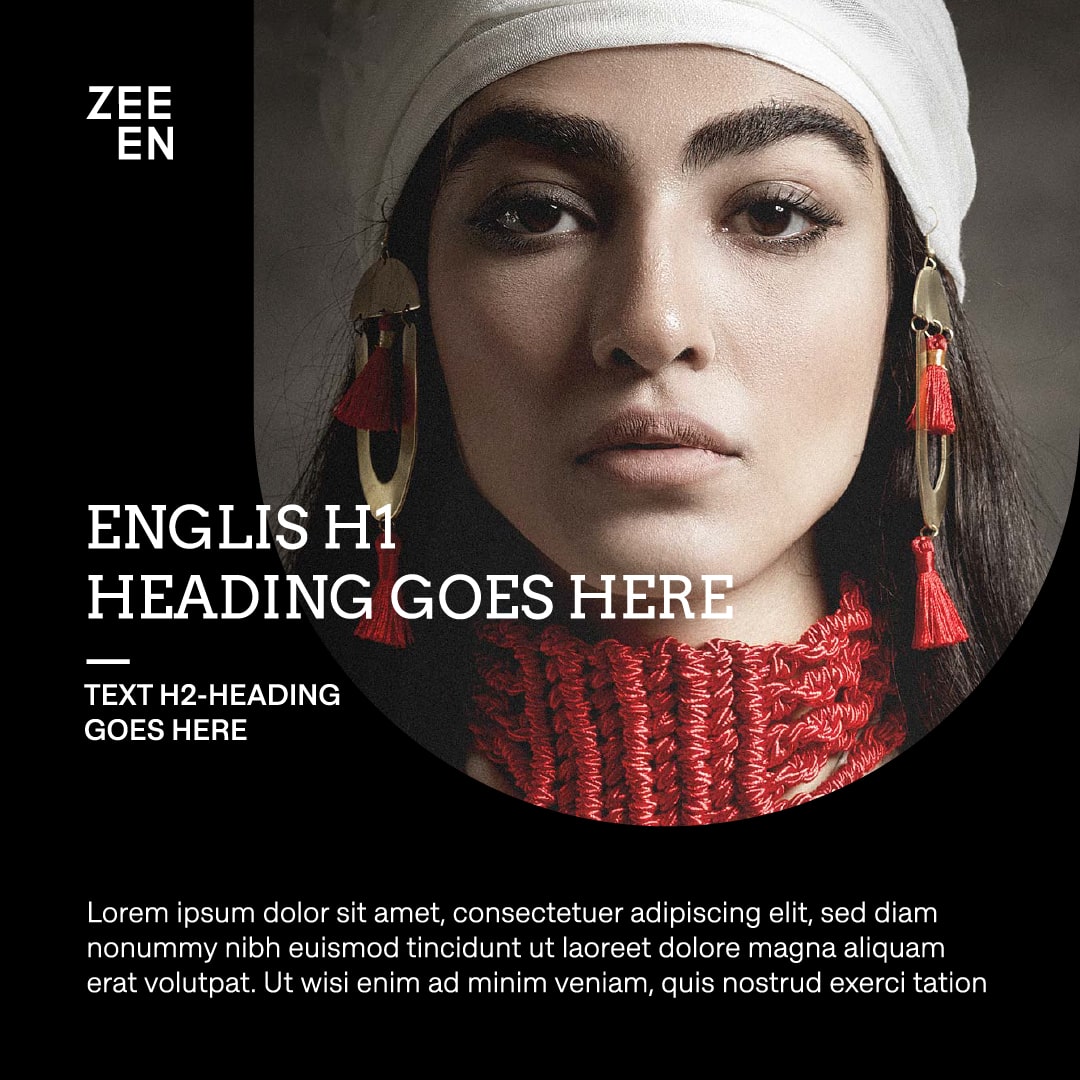 ZEE
EN
ENGLIS H1
HEADING GOES HERE
TEXT H2-HEADING
GOES HERE
Lorem ipsum dolor sit amet, consectetuer adipiscing elit, sed diam
nonummy nibh euismod tincidunt ut laoreet dolore magna aliquam
erat volutpat. Ut wisi enim ad minim veniam, quis nostrud exerci tation